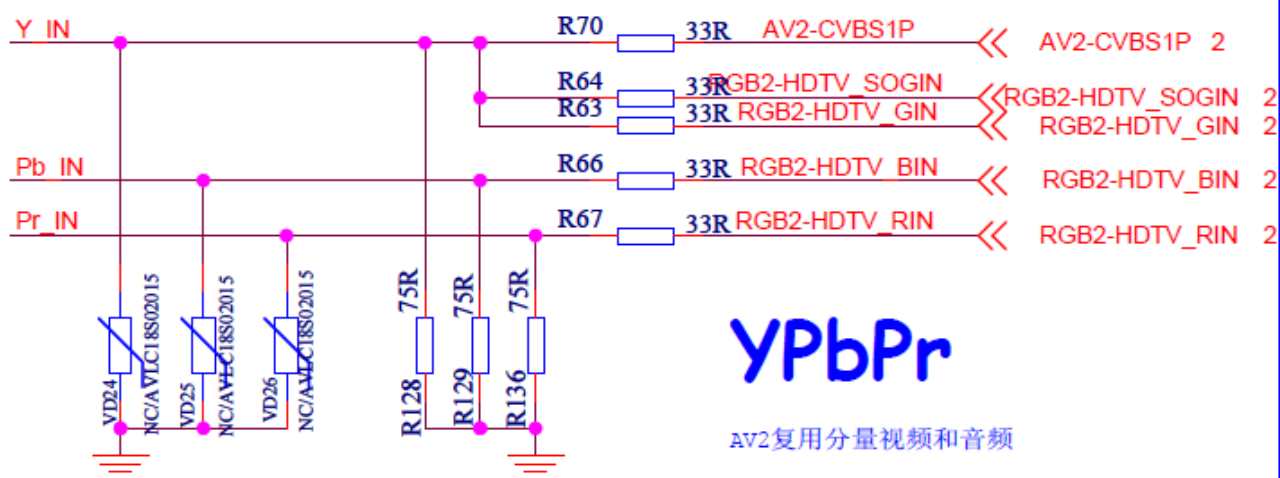 Y_IN R70 33R AV2-CVBS1P AV2-CVBS1P 2
R64 33R RGB2-HDTV_SOGIN RGB2-HDTV_SOGIN 2
R63 33R RGB2-HDTV_GIN RGB2-HDTV_GIN 2
Pb_IN R66 33R RGB2-HDTV_BIN RGB2-HDTV_BIN 2
Pr_IN R67 33R RGB2-HDTV_RIN RGB2-HDTV_RIN 2
VD24
NC/AVLC18S02015
VD25
NC/AVLC18S02015
VD26
NC/AVLC18S02015
75R
R128
75R
R129
75R
R136
YPbPr
AV2复用分量视频和音频